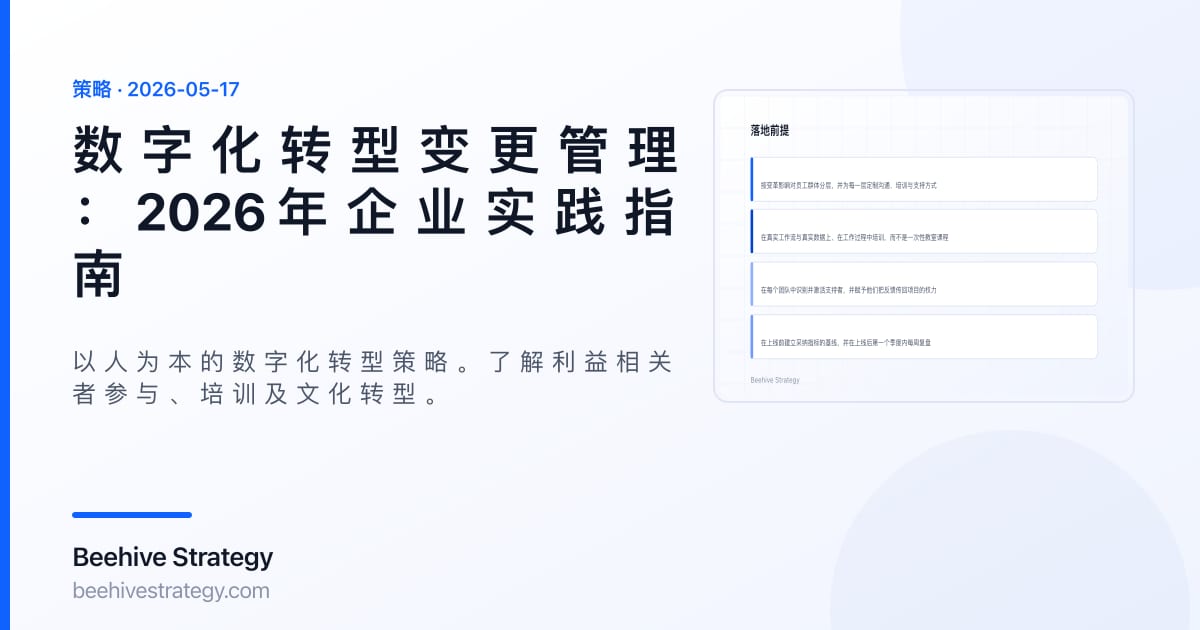 策略 · 2026-05-17
数字化转型变更管理
：2026年企业实践指
南
以人为本的数字化转型策略。了解利益相关
者参与、培训及文化转型。
Beehive Strategy
beehivestrategy.com
落地前提
按变革影响对员工群体分层，并为每一层定制沟通、培训与支持方式
在真实工作流与真实数据上、在工作过程中培训，而不是一次性教室课程
在每个团队中识别并激活支持者，并赋予他们把反馈传回项目的权力
在上线前建立采纳指标的基线，并在上线后第一个季度内每周复盘
Beehive Strategy